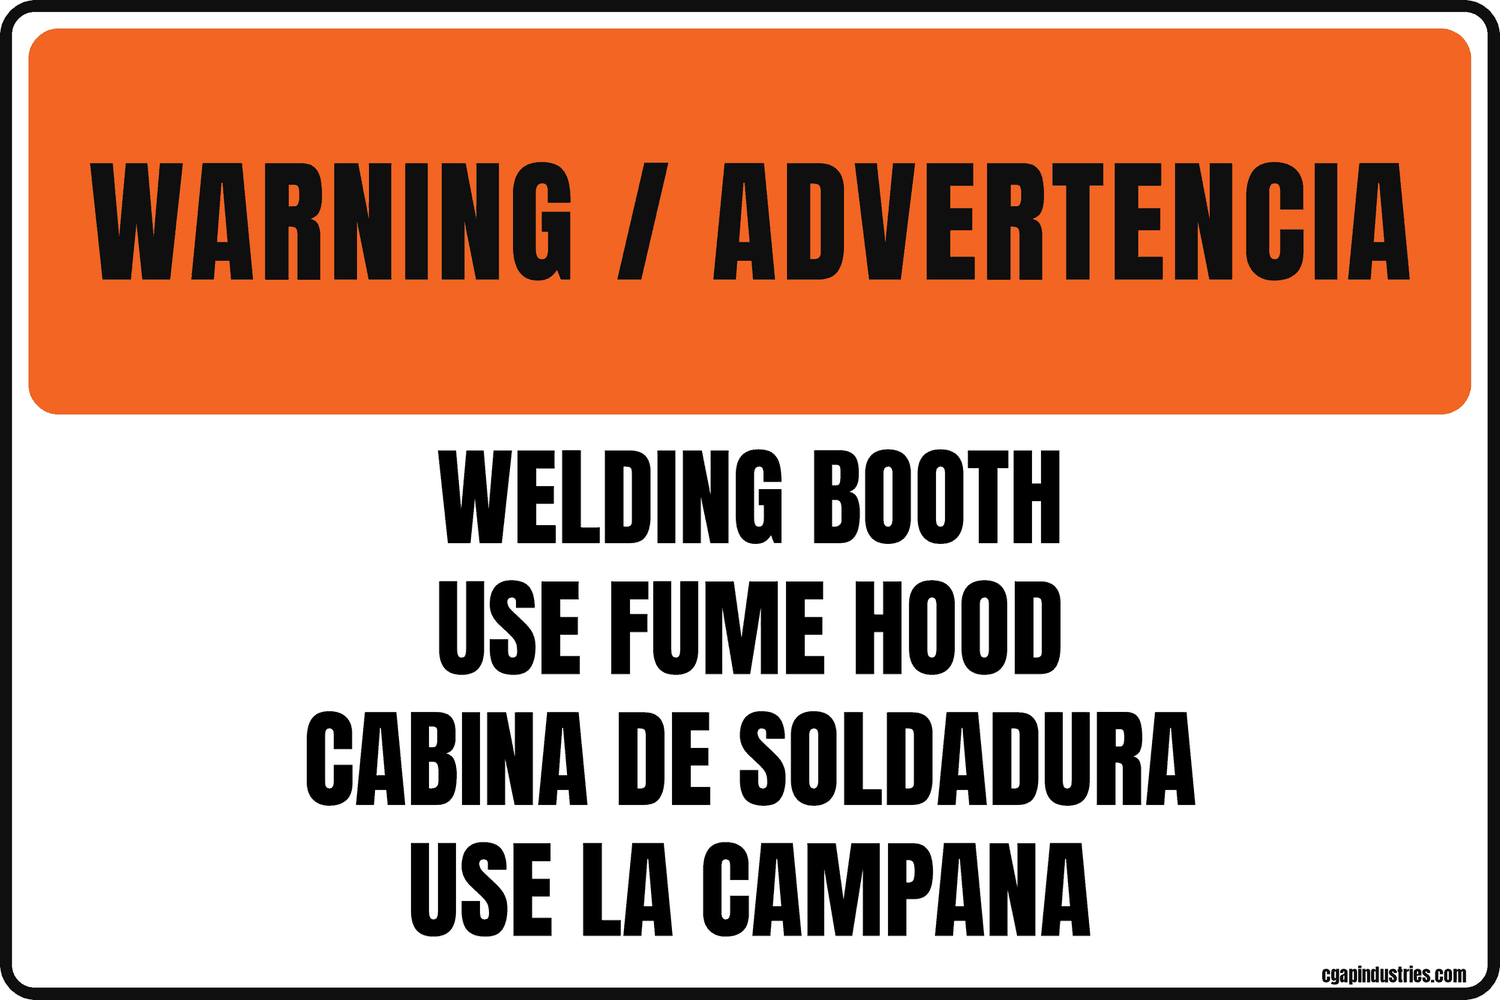 WARNING / ADVERTENCIA
WELDING BOOTH
USE FUME HOOD
CABINA DE SOLDADURA
USE LA CAMPANA
cgapindustries.com